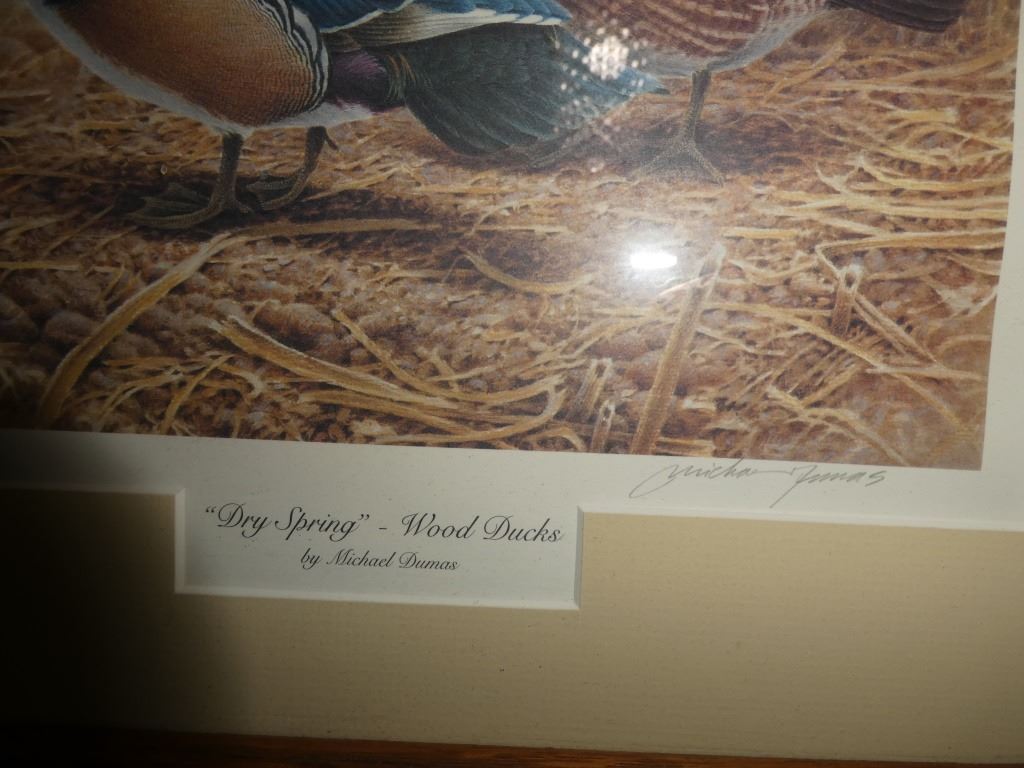 Michael Dumas
"Dry Spring" - Wood Ducks
by Michael Dumas